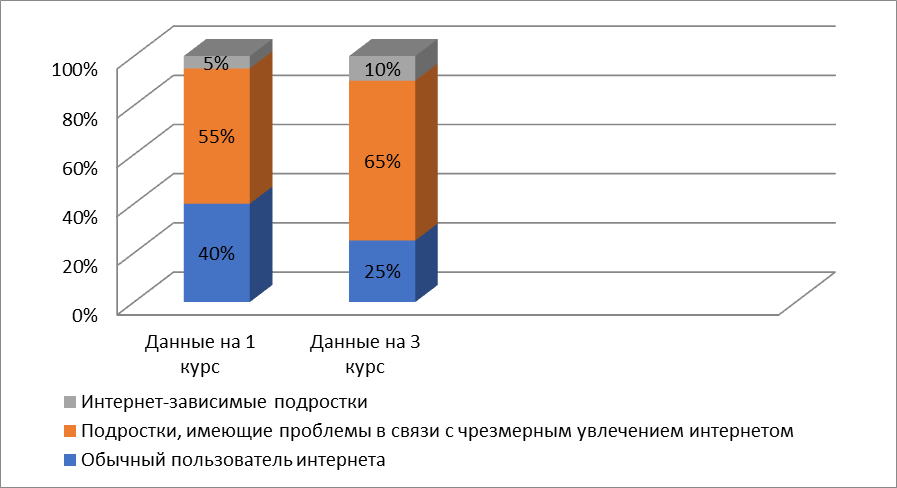 100%
80%
60%
40%
20%
0%
5%
55%
40%
10%
65%
25%
Данные на 1
курс
Данные на 3
курс
Интернет-зависимые подростки
Подростки, имеющие проблемы в связи с чрезмерным увлечением интернетом
Обычный пользователь интернета